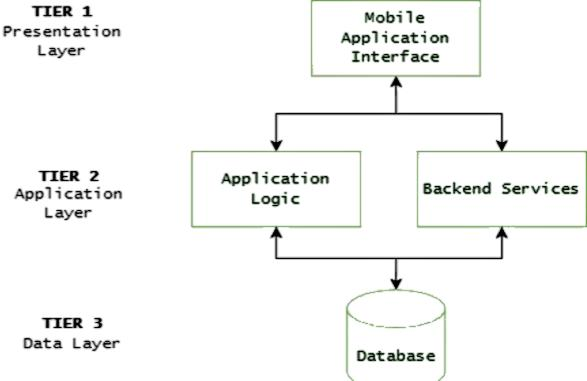 TIER 1
Presentation
Layer
Mobile
Application
Interface
TIER 2
Application
Layer
Application
Logic
Backend Services
TIER 3
Data Layer
Database